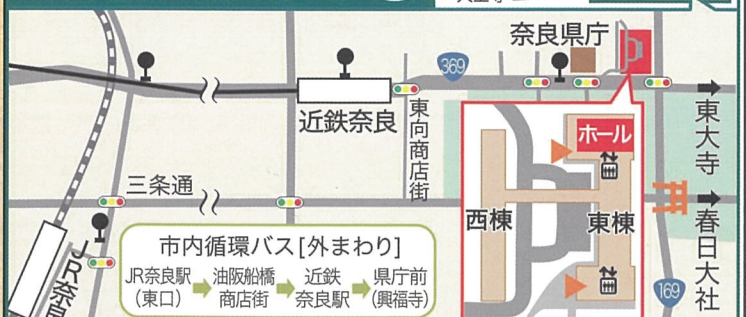 奈良県庁
369
近鉄奈良
東向商店街
ホール
東大寺
三条通
西棟
東棟
春日大社
169
市内循環バス[外まわり]
JR奈良駅
(東口)
油阪船橋
商店街
近鉄
奈良駅
県庁前
(興福寺)
JR奈良